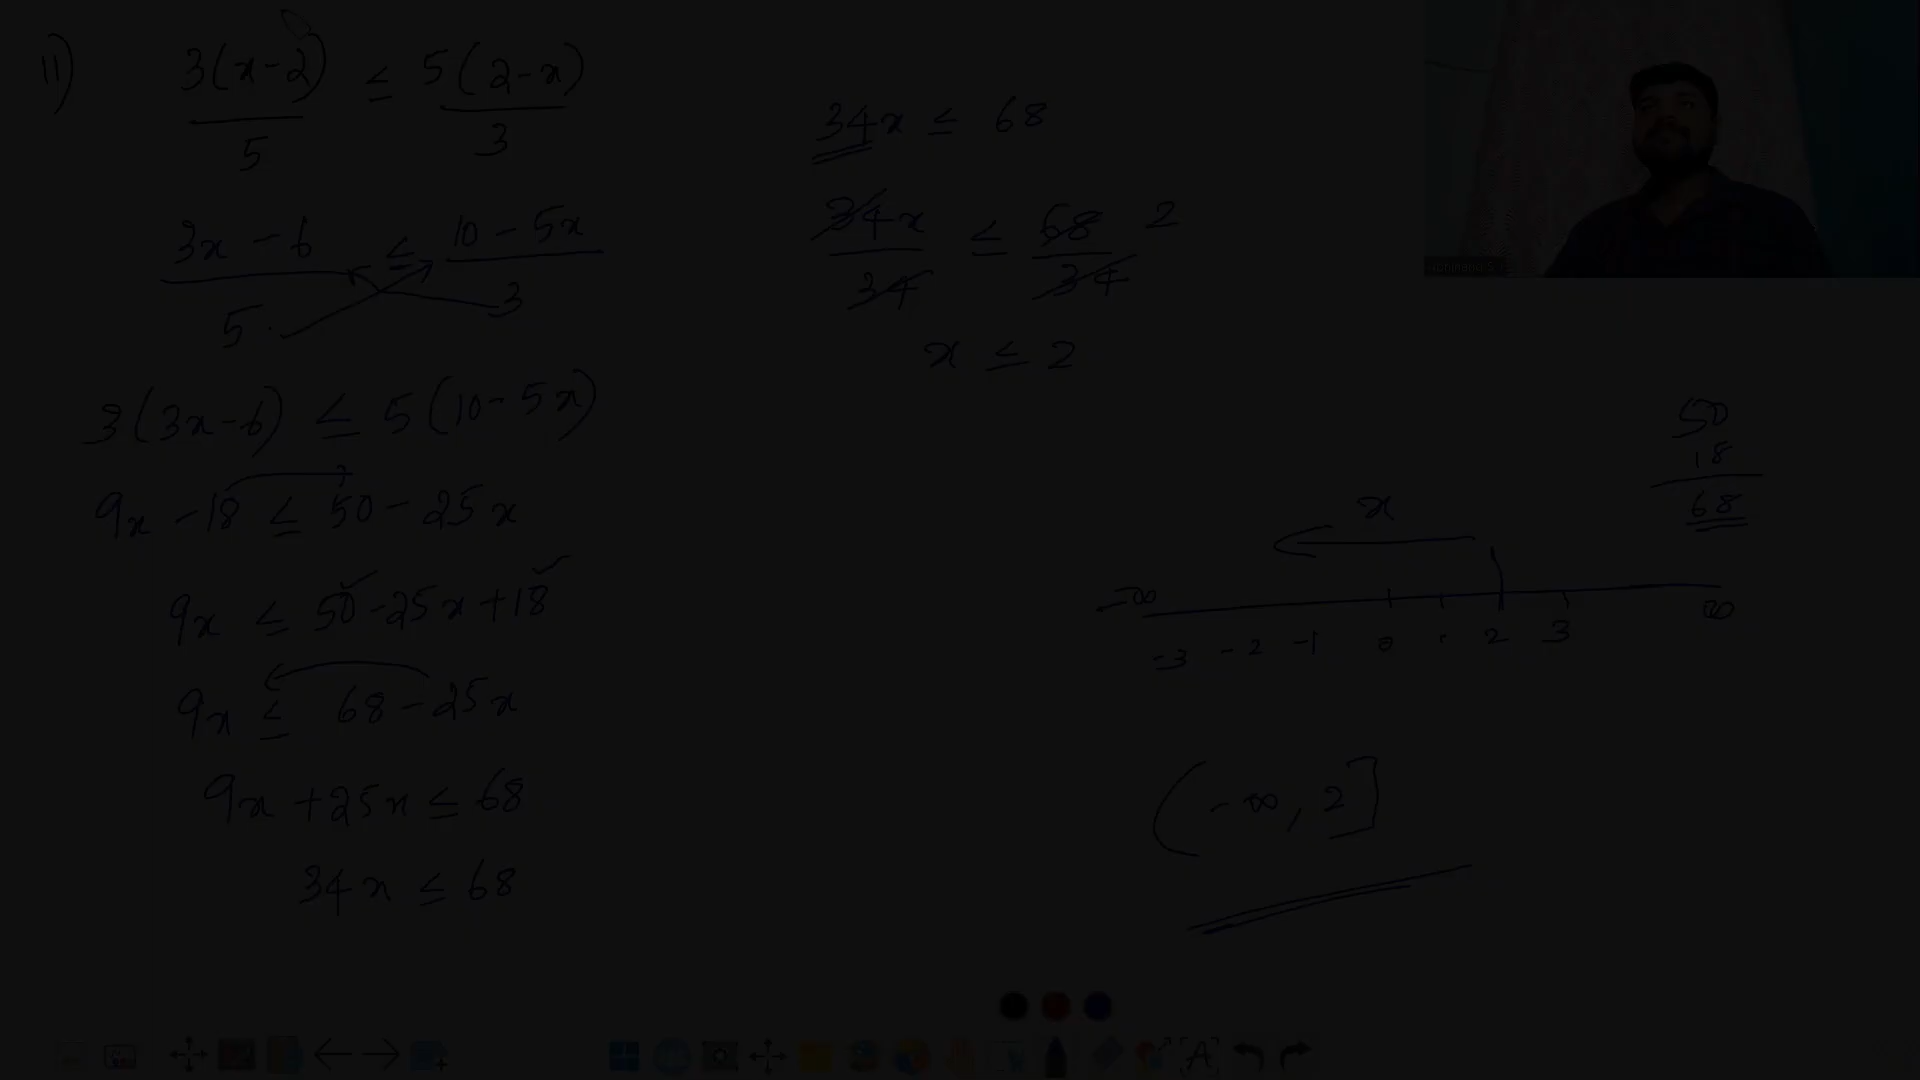 11)
3(x-2)/5 ≤ 5(2-x)/3
3x - 6/5 ≤ 10 - 5x/3
3(3x-6) ≤ 5(10-5x)
9x - 18 ≤ 50 - 25x
9x ≤ 50 - 25x + 18
9x ≤ 68 - 25x
9x + 25x ≤ 68
34x ≤ 68
34x ≤ 68
34x/34 ≤ 68/34 2
x ≤ 2
50
18
68
x
-∞ ∞
-3 -2 -1 0 . 2 3
(-∞, 2]